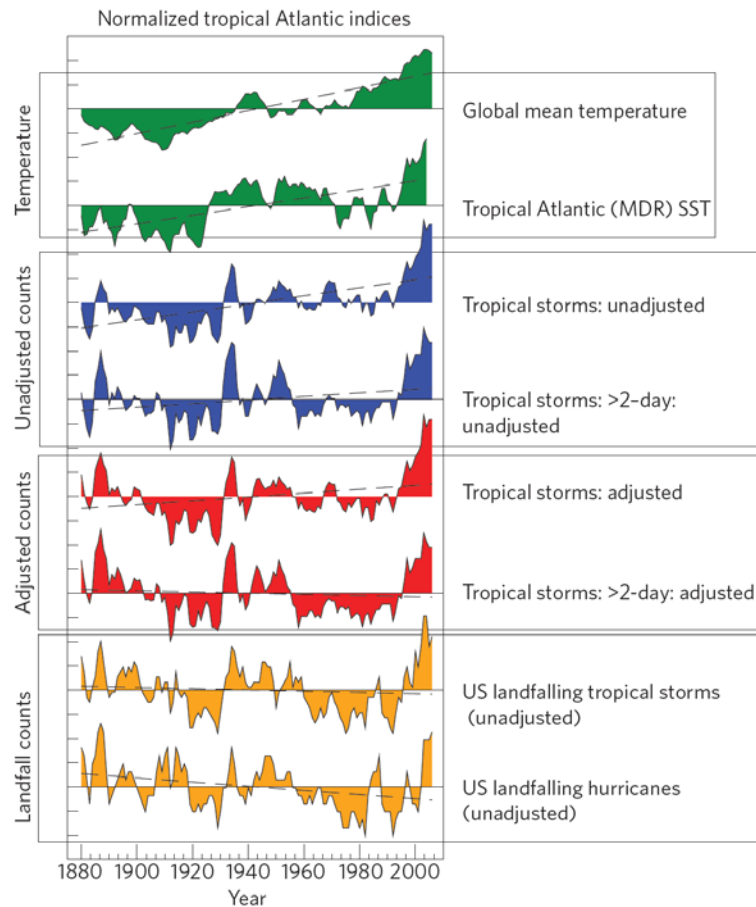 Normalized tropical Atlantic indices
Temperature
Global mean temperature
Tropical Atlantic (MDR) SST
Unadjusted counts
Tropical storms: unadjusted
Tropical storms: >2–day:
unadjusted
Adjusted counts
Tropical storms: adjusted
Tropical storms: >2-day: adjusted
Landfall counts
US landfalling tropical storms
(unadjusted)
US landfalling hurricanes
(unadjusted)
1880 1900 1920 1940 1960 1980 2000
Year